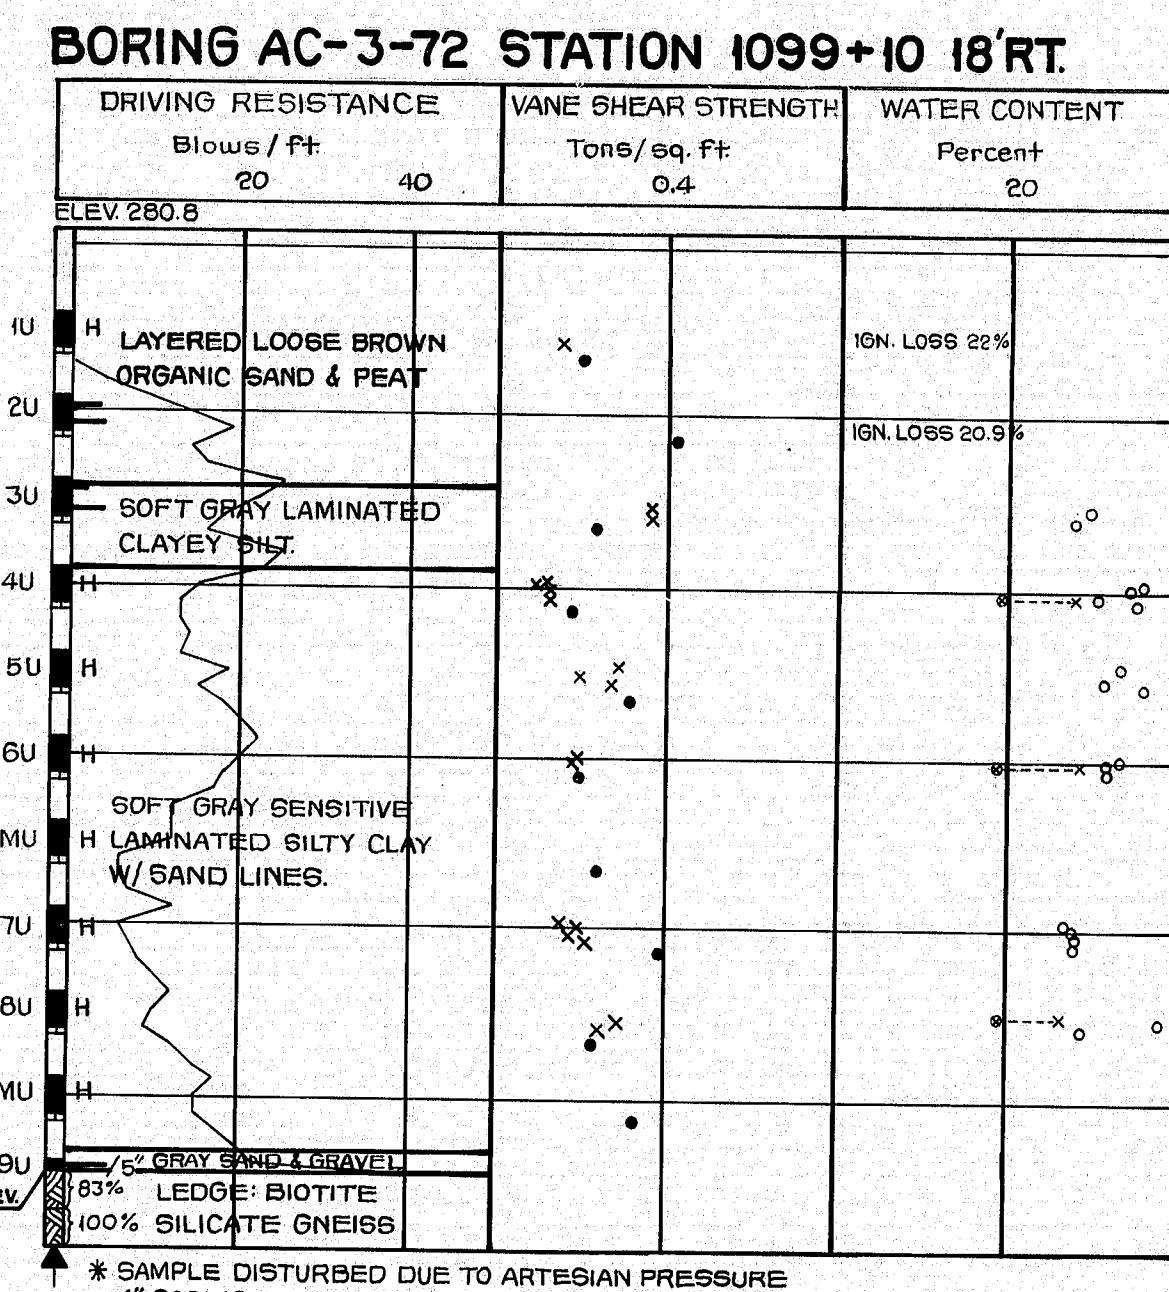 BORING AC-3-72 STATION 1099+10 18'RT.
DRIVING RESISTANCE
Blows / ft.
20 40
VANE SHEAR STRENGTH
Tons/sq. ft.
0.4
WATER CONTENT
Percent
20
ELEV. 280.8
1U H
LAYERED LOOSE BROWN
ORGANIC SAND & PEAT
IGN. LOSS 22%
2U
IGN. LOSS 20.9%
3U
SOFT GRAY LAMINATED
CLAYEY SILT.
4U H
5U H
6U H
SOFT GRAY SENSITIVE
MU H LAMINATED SILTY CLAY
W/ SAND LINES.
7U H
8U H
MU H
9U /5" GRAY SAND & GRAVEL
83% LEDGE: BIOTITE
100% SILICATE GNEISS
* SAMPLE DISTURBED DUE TO ARTESIAN PRESSURE